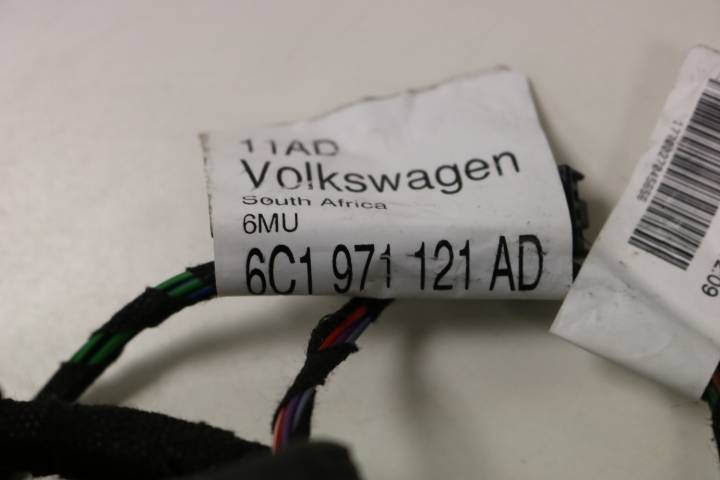 11AD
Volkswagen
South Africa
6MU
6C1 971 121 AD